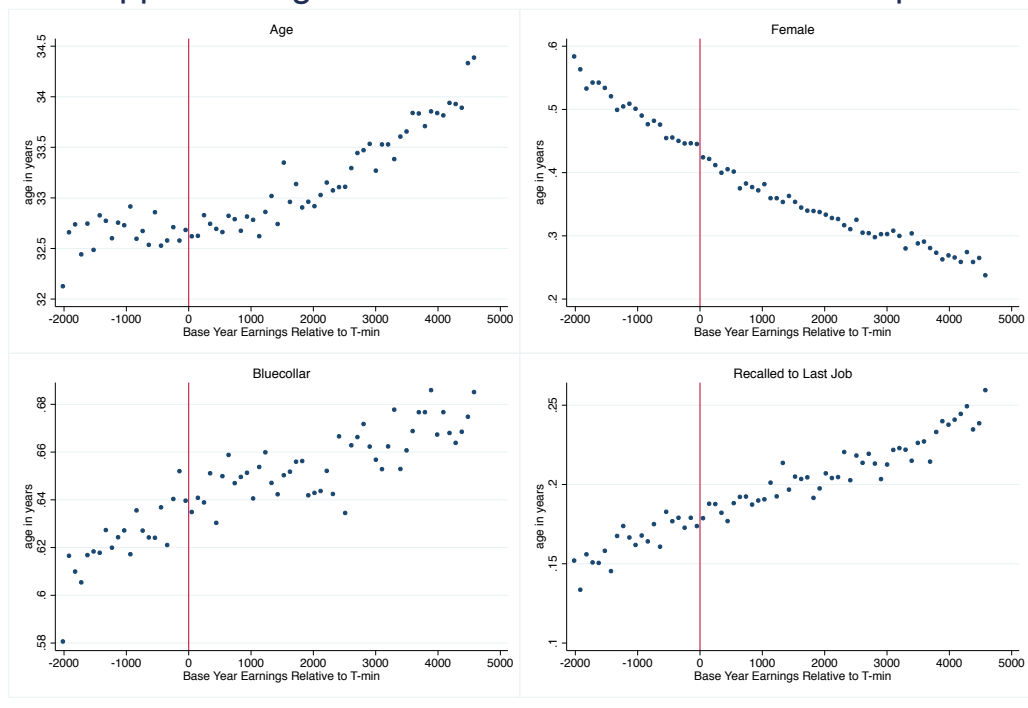 Age
34.5
34
33.5
33
32.5
32
age in years
-2000 -1000 0 1000 2000 3000 4000 5000
Base Year Earnings Relative to T-min
Female
.6
.5
.4
.3
.2
age in years
-2000 -1000 0 1000 2000 3000 4000 5000
Base Year Earnings Relative to T-min
Bluecollar
.68
.66
.64
.62
.6
.58
age in years
-2000 -1000 0 1000 2000 3000 4000 5000
Base Year Earnings Relative to T-min
Recalled to Last Job
.25
.2
.15
.1
age in years
-2000 -1000 0 1000 2000 3000 4000 5000
Base Year Earnings Relative to T-min